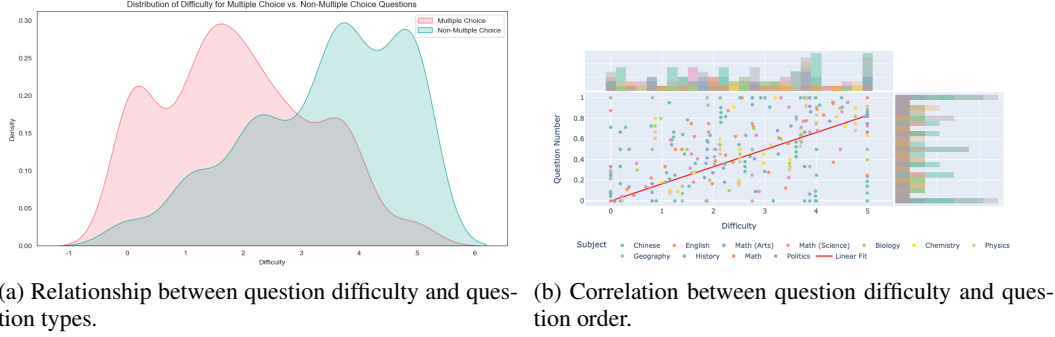 Distribution of Difficulty for Multiple Choice vs. Non-Multiple Choice Questions
Multiple Choice
Non-Multiple Choice
0.30
0.25
0.20
0.15
0.10
0.05
0.00
Density
-1 0 1 2 3 4 5 6
Difficulty
1
0.8
0.6
0.4
0.2
0
Question Number
0 1 2 3 4 5
Difficulty
Subject Chinese English Math (Arts) Math (Science) Biology Chemistry Physics
Geography History Math Politics Linear Fit
(a) Relationship between question difficulty and ques-
tion types.
(b) Correlation between question difficulty and ques-
tion order.